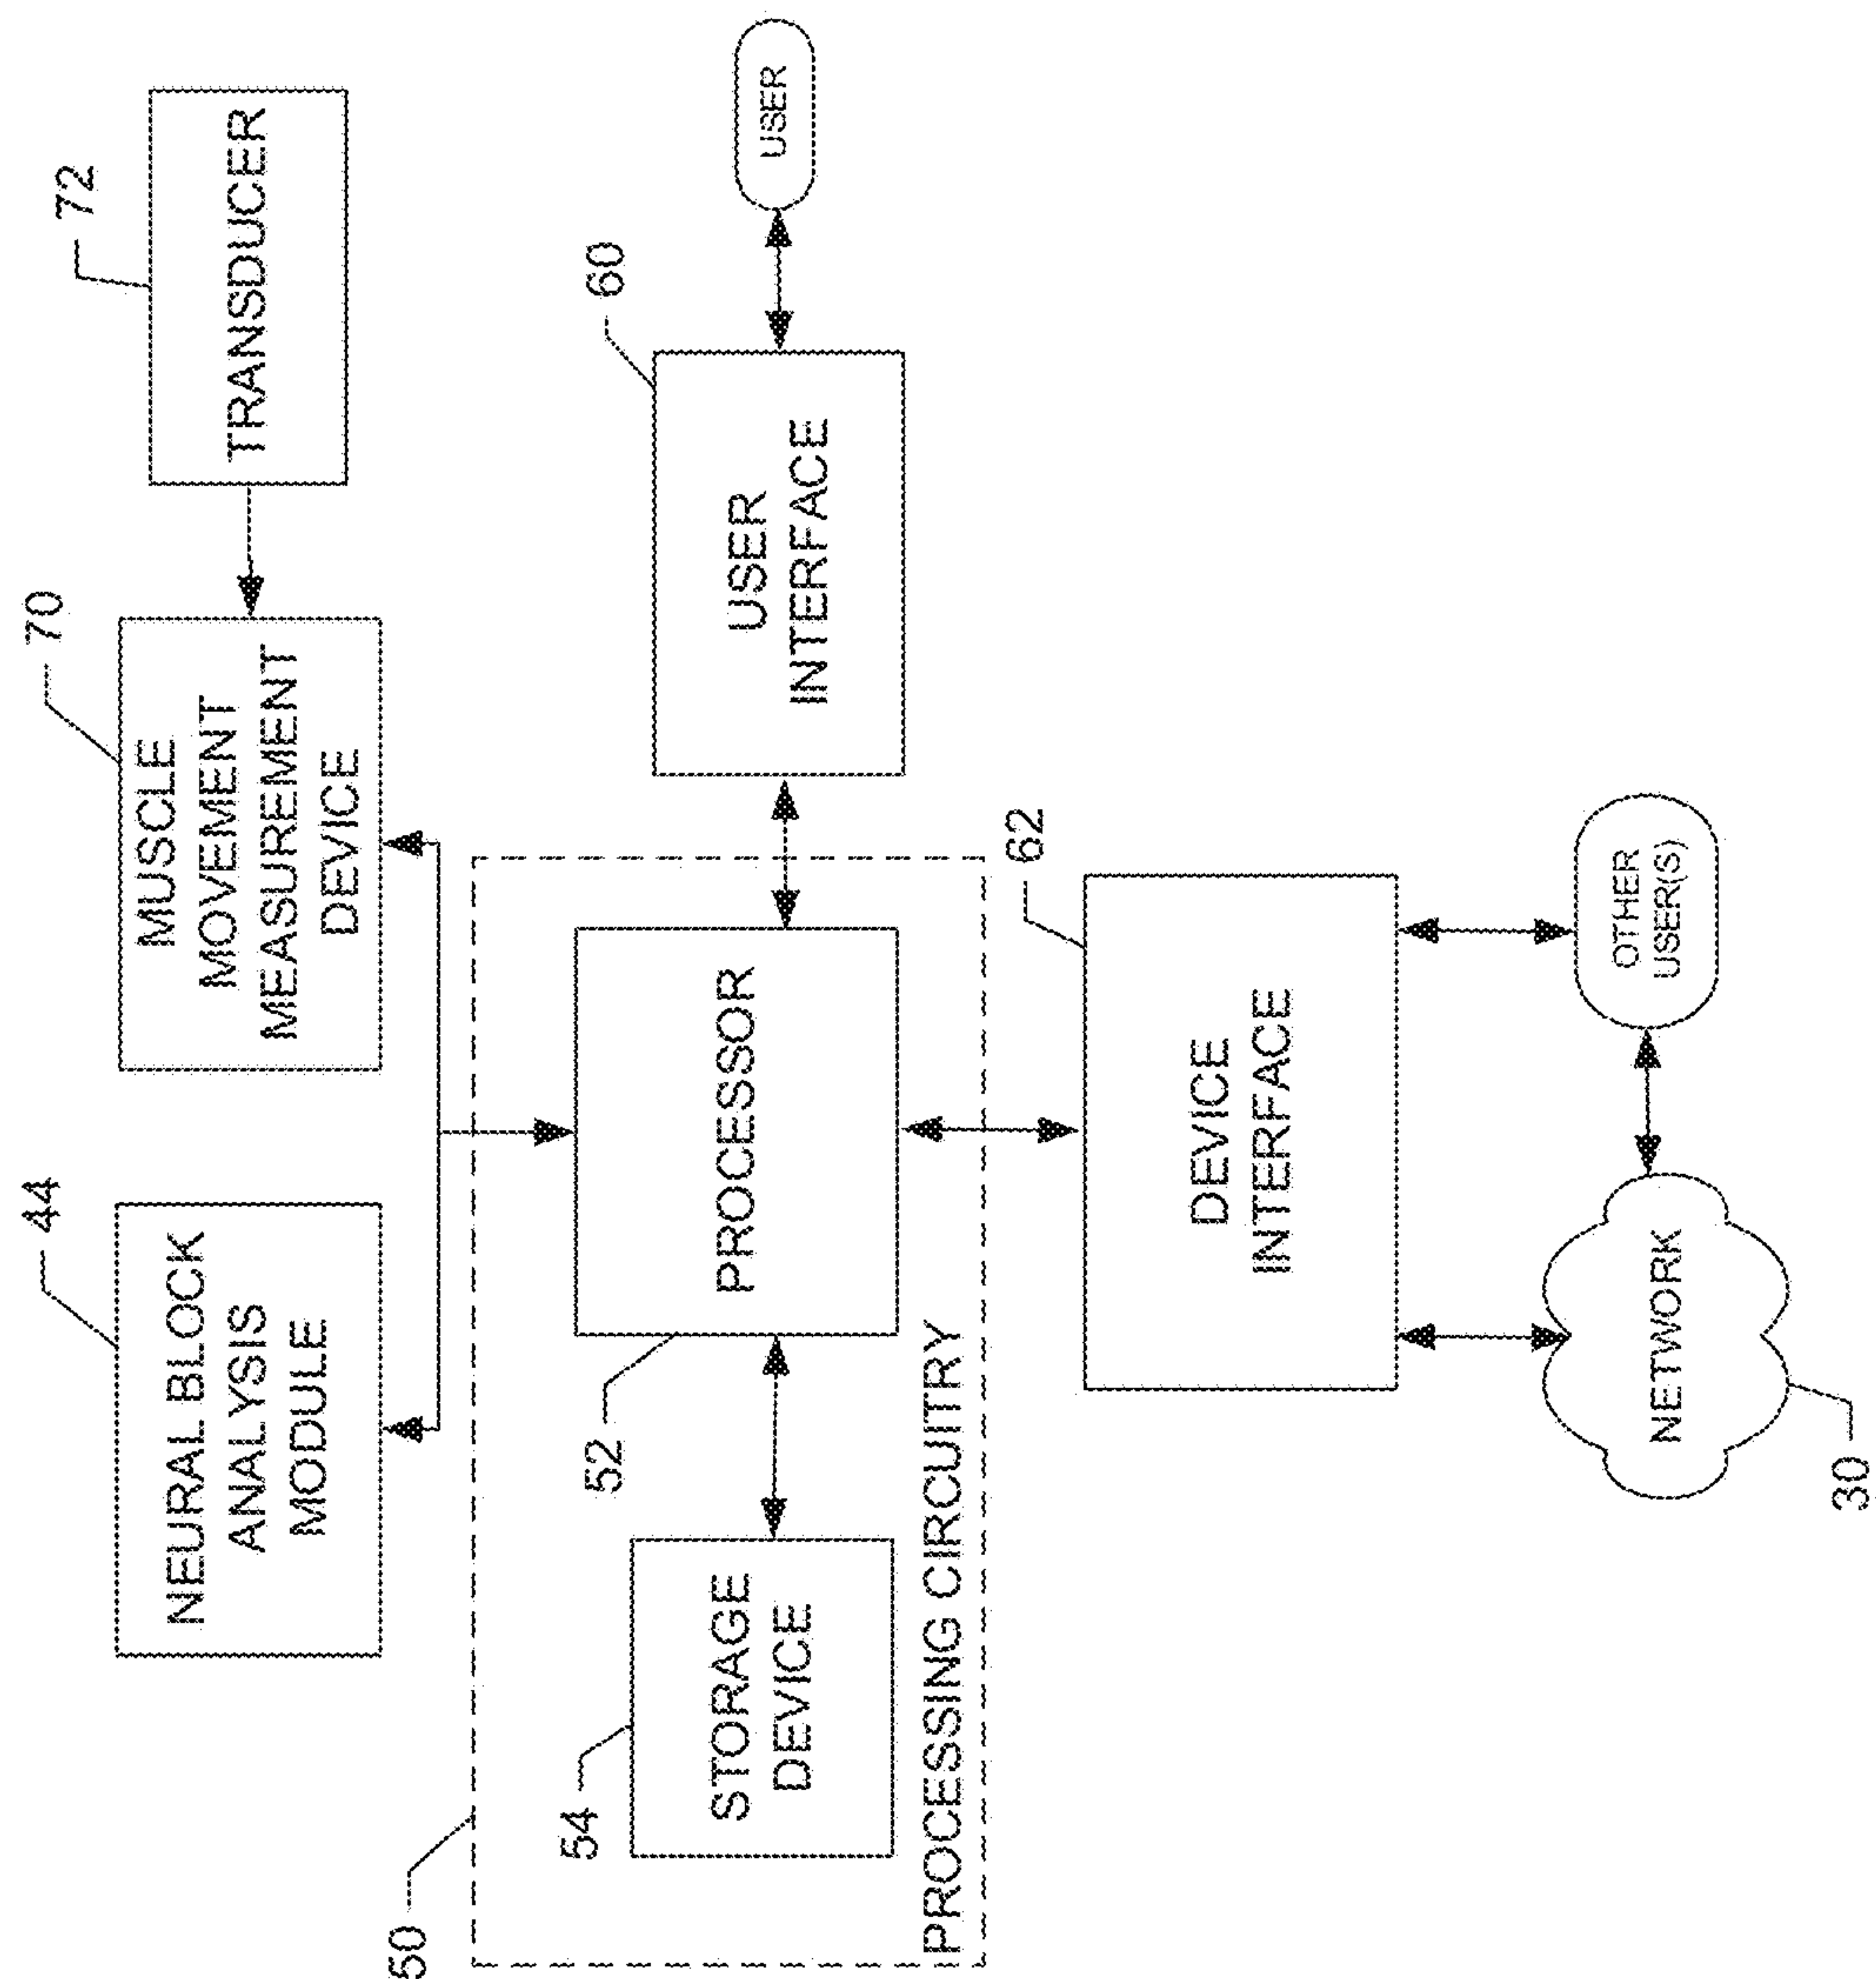 44
NEURAL BLOCK
ANALYSIS
MODULE
70
MUSCLE
MOVEMENT
MEASUREMENT
DEVICE
72
TRANSDUCER
50
54
STORAGE
DEVICE
52
PROCESSOR
PROCESSING CIRCUITRY
60
USER
INTERFACE
USER
62
DEVICE
INTERFACE
NETWORK
30
OTHER
USER(S)